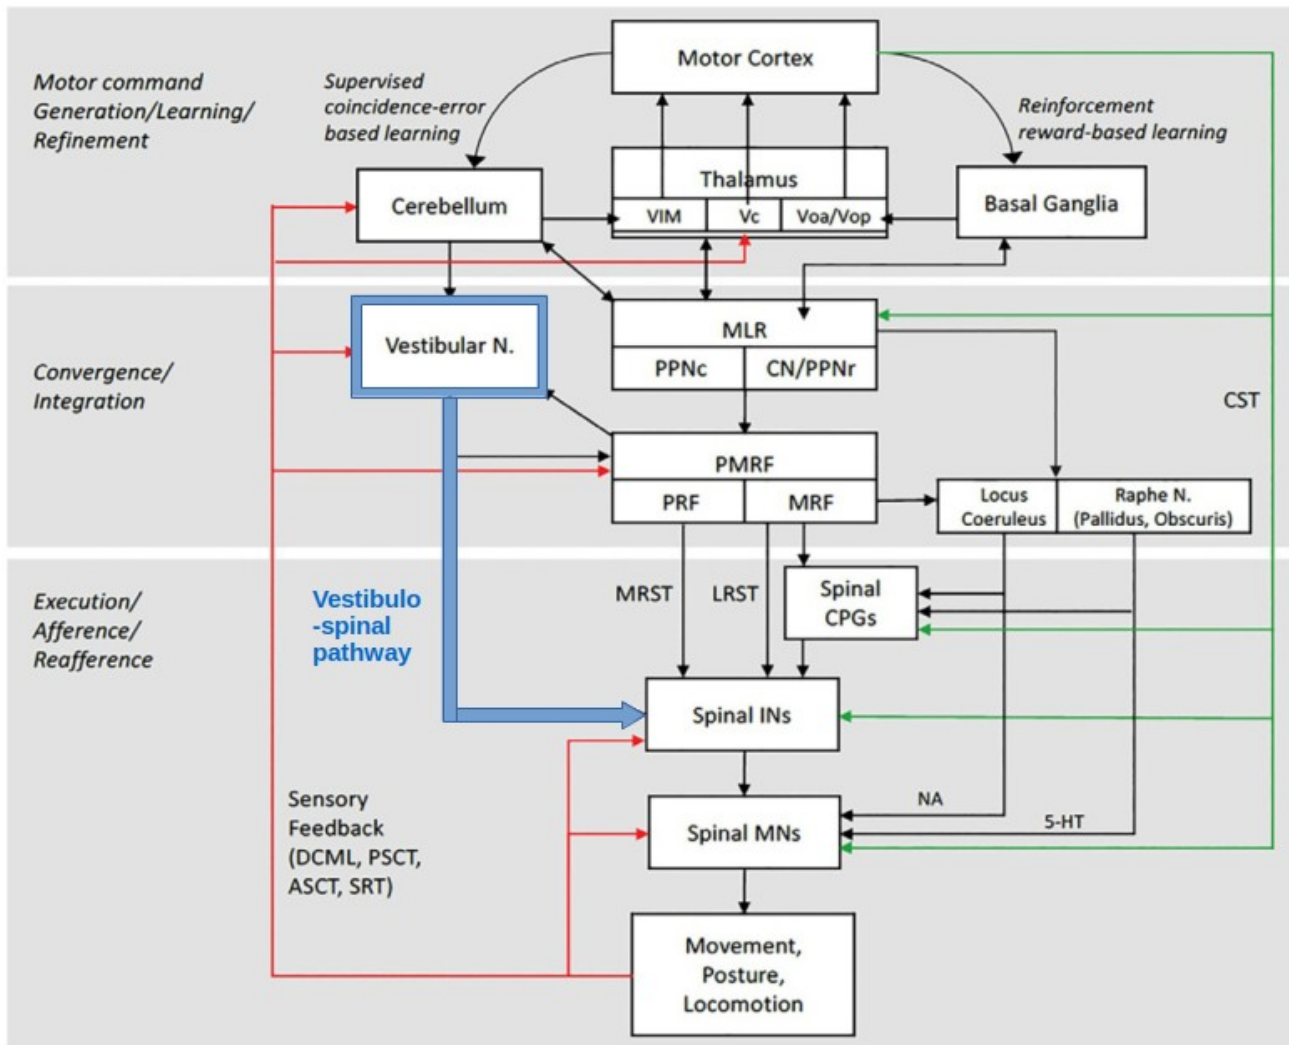 Motor Cortex
Motor command
Generation/Learning/
Refinement
Supervised
coincidence-error
based learning
Reinforcement
reward-based learning
Thalamus
Cerebellum
VIM
Vc
Voa/Vop
Basal Ganglia
Convergence/
Integration
Vestibular N.
MLR
PPNc
CN/PPNr
CST
PMRF
PRF
MRF
Locus
Coeruleus
Raphe N.
(Pallidus, Obscuris)
Execution/
Afference/
Reafference
Vestibulo
-spinal
pathway
MRST
LRST
Spinal
CPGs
Spinal INs
Sensory
Feedback
(DCML, PSCT,
ASCT, SRT)
NA
5-HT
Spinal MNs
Movement,
Posture,
Locomotion